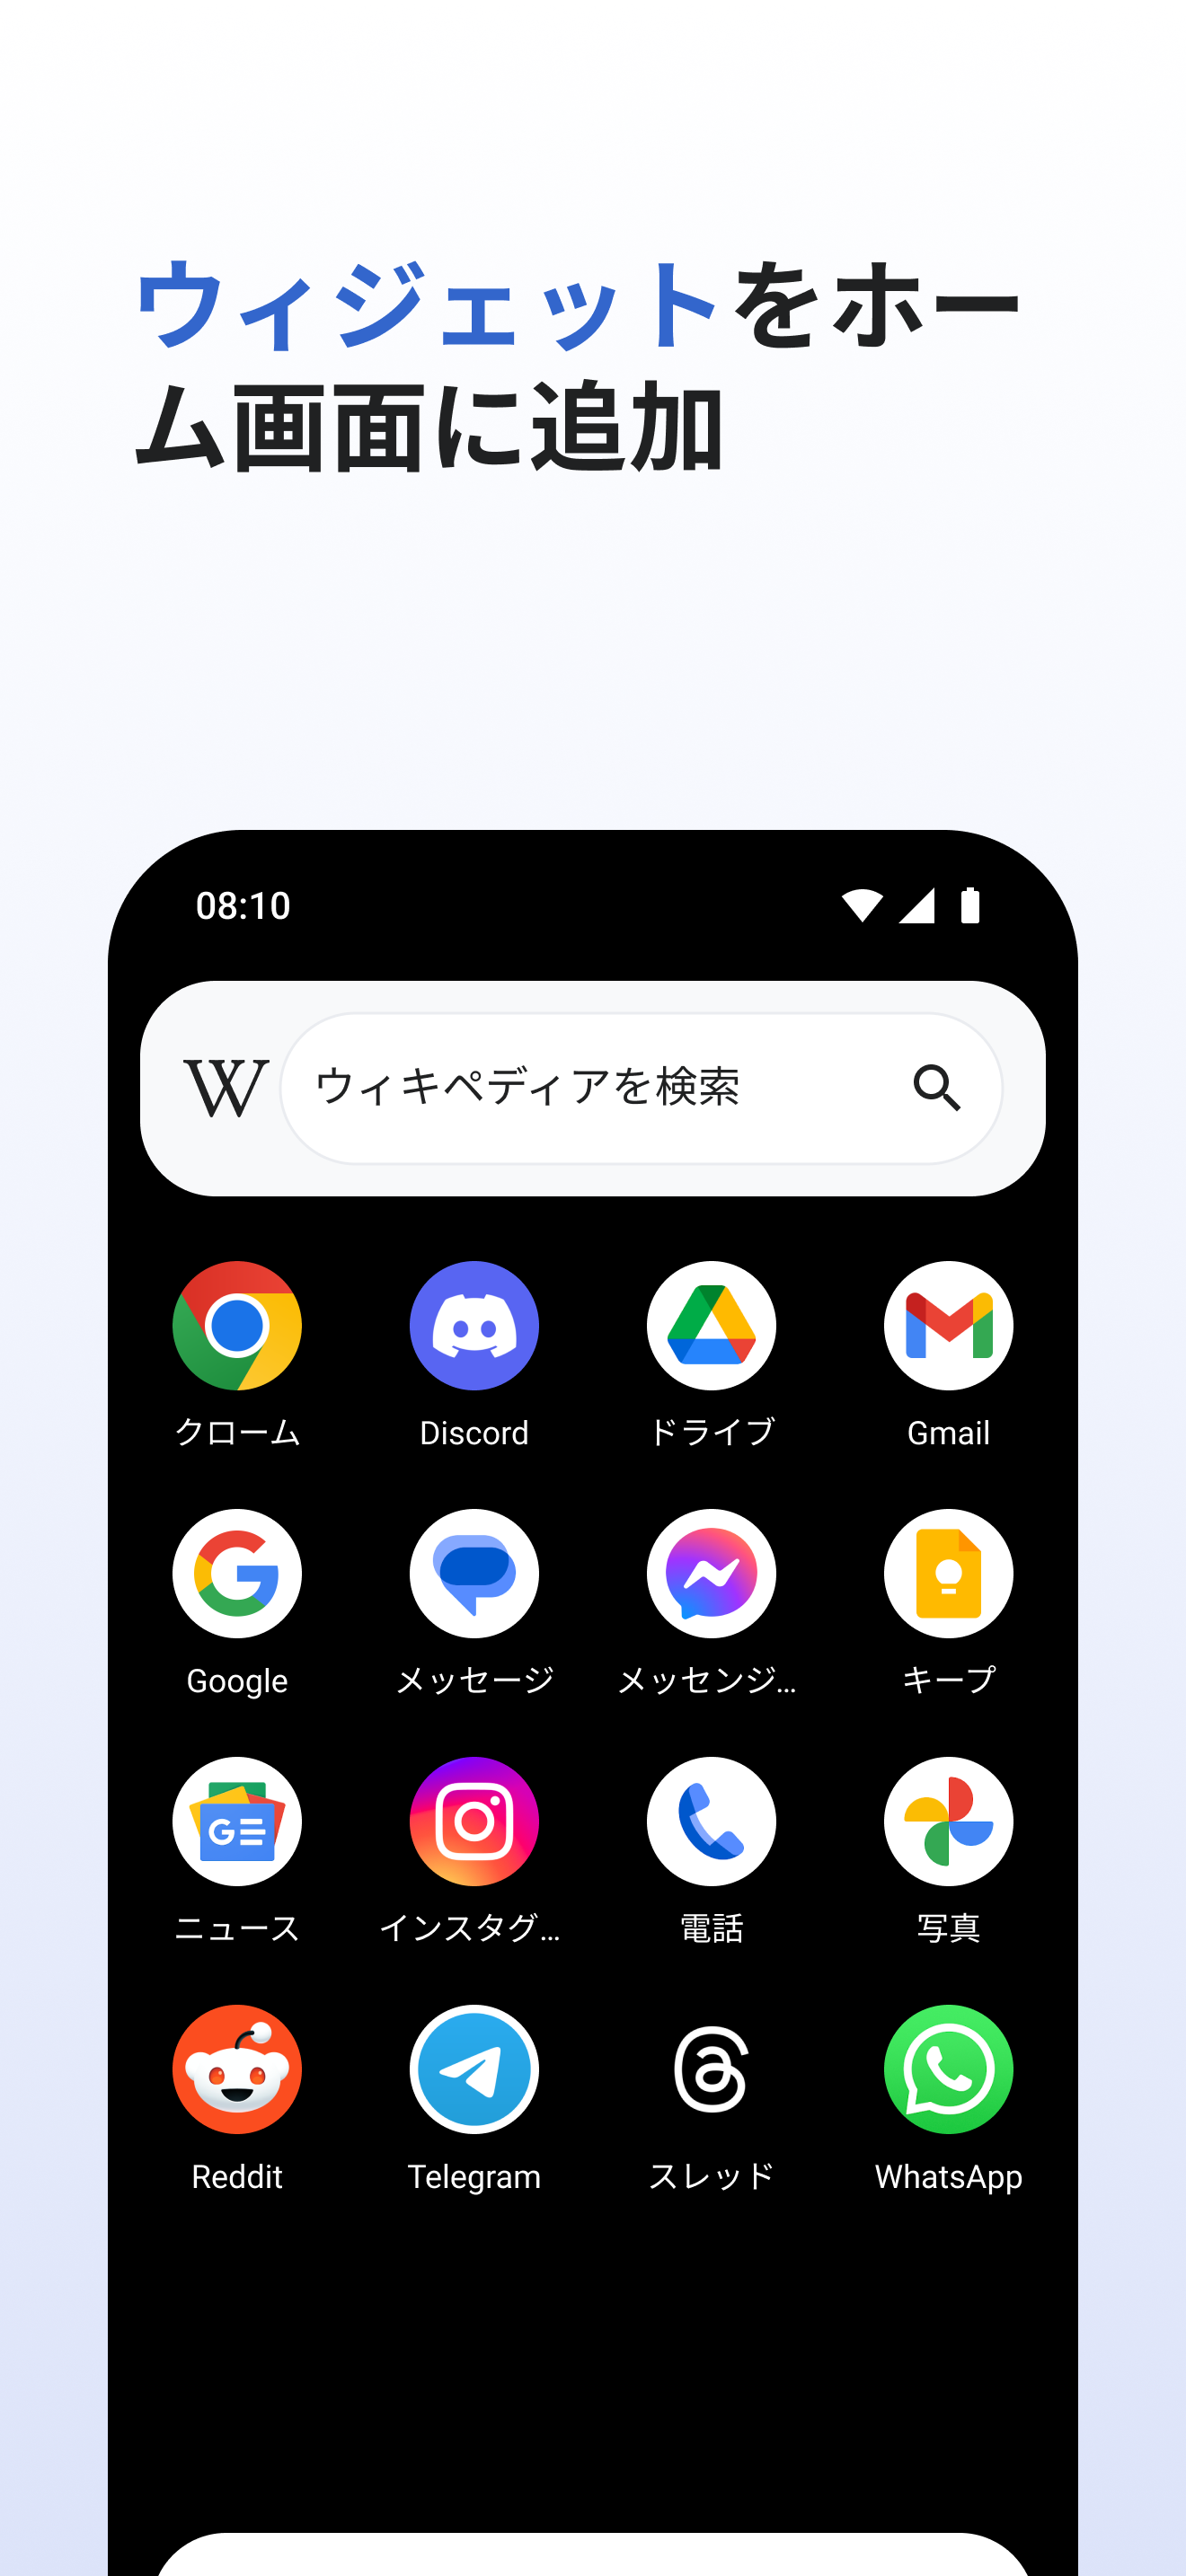 ウィジェットをホー
ム画面に追加
08:10
W ウィキペディアを検索
クローム Discord ドライブ Gmail
Google メッセージ メッセンジ... キープ
ニュース インスタグ... 電話 写真
Reddit Telegram スレッド WhatsApp